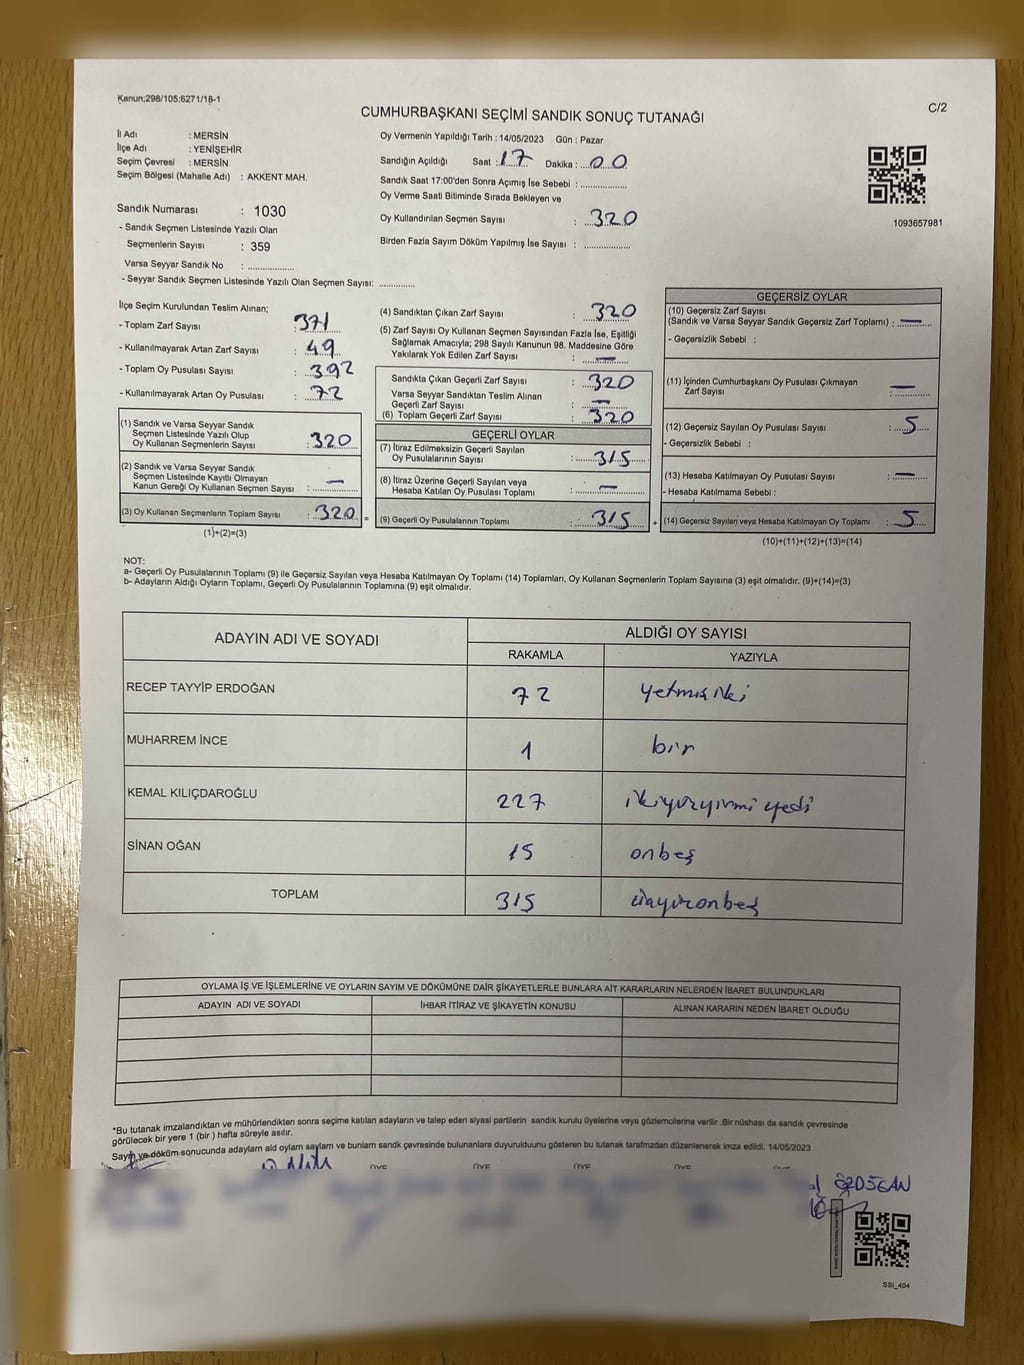 Kanun;298/105;6271/18-1
C/2
CUMHURBAŞKANI SEÇİMİ SANDIK SONUÇ TUTANAĞI
İl Adı : MERSİN
İlçe Adı : YENİŞEHİR
Seçim Çevresi : MERSİN
Seçim Bölgesi (Mahalle Adı) : AKKENT MAH.
Sandık Numarası : 1030
- Sandık Seçmen Listesinde Yazılı Olan
Seçmenlerin Sayısı : 359
Varsa Seyyar Sandık No : ..................
- Seyyar Sandık Seçmen Listesinde Yazılı Olan Seçmen Sayısı: ..............
Oy Vermenin Yapıldığı Tarih : 14/05/2023 Gün : Pazar
Sandığın Açıldığı Saat : 17 Dakika : 00
Sandık Saat 17:00'den Sonra Açımış İse Sebebi : ..................
Oy Verme Saati Bitiminde Sırada Bekleyen ve
Oy Kullandırılan Seçmen Sayısı : 320
Birden Fazla Sayım Döküm Yapılmış İse Sayısı : ..................
1093657981
İlçe Seçim Kurulundan Teslim Alınan;
- Toplam Zarf Sayısı : 371
- Kullanılmayarak Artan Zarf Sayısı : 49
- Toplam Oy Pusulası Sayısı : 392
- Kullanılmayarak Artan Oy Pusulası : 72
(1) Sandık ve Varsa Seyyar Sandık
Seçmen Listesinde Yazılı Olup
Oy Kullanan Seçmenlerin Sayısı : 320
(2) Sandık ve Varsa Seyyar Sandık
Seçmen Listesinde Kayıtlı Olmayan
Kanun Gereği Oy Kullanan Seçmen Sayısı : —
(3) Oy Kullanan Seçmenlerin Toplam Sayısı : 320 =
(1)+(2)=(3)
(4) Sandıktan Çıkan Zarf Sayısı : 320
(5) Zarf Sayısı Oy Kullanan Seçmen Sayısından Fazla İse, Eşitliği
Sağlamak Amacıyla; 298 Sayılı Kanunun 98. Maddesine Göre
Yakılarak Yok Edilen Zarf Sayısı : —
Sandıkta Çıkan Geçerli Zarf Sayısı : 320
Varsa Seyyar Sandıktan Teslim Alınan
Geçerli Zarf Sayısı : —
(6) Toplam Geçerli Zarf Sayısı : 320
GEÇERLİ OYLAR
(7) İtiraz Edilmeksizin Geçerli Sayılan
Oy Pusulalarının Sayısı : 315
(8) İtiraz Üzerine Geçerli Sayılan veya
Hesaba Katılan Oy Pusulası Toplamı : —
(9) Geçerli Oy Pusulalarının Toplamı : 315 +
GEÇERSİZ OYLAR
(10) Geçersiz Zarf Sayısı
(Sandık ve Varsa Seyyar Sandık Geçersiz Zarf Toplamı) : —
- Geçersizlik Sebebi :
(11) İçinden Cumhurbaşkanı Oy Pusulası Çıkmayan
Zarf Sayısı : —
(12) Geçersiz Sayılan Oy Pusulası Sayısı : 5
- Geçersizlik Sebebi :
(13) Hesaba Katılmayan Oy Pusulası Sayısı : —
- Hesaba Katılmama Sebebi :
(14) Geçersiz Sayılan veya Hesaba Katılmayan Oy Toplamı : 5
(10)+(11)+(12)+(13)=(14)
NOT:
a- Geçerli Oy Pusulalarının Toplamı (9) ile Geçersiz Sayılan veya Hesaba Katılmayan Oy Toplamı (14) Toplamları, Oy Kullanan Seçmenlerin Toplam Sayısına (3) eşit olmalıdır. (9)+(14)=(3)
b- Adayların Aldığı Oyların Toplamı, Geçerli Oy Pusulalarının Toplamına (9) eşit olmalıdır.
ADAYIN ADI VE SOYADI ALDIĞI OY SAYISI
RAKAMLA YAZIYLA
RECEP TAYYİP ERDOĞAN 72 yetmişiki
MUHARREM İNCE 1 bir
KEMAL KILIÇDAROĞLU 227 ikiyüzyirmi yedi
SİNAN OĞAN 15 onbeş
TOPLAM 315 üçyüzonbeş
OYLAMA İŞ VE İŞLEMLERİNE VE OYLARIN SAYIM VE DÖKÜMÜNE DAİR ŞİKAYETLERLE BUNLARA AİT KARARLARIN NELERDEN İBARET BULUNDUKLARI
ADAYIN ADI VE SOYADI İHBAR İTİRAZ VE ŞİKAYETİN KONUSU ALINAN KARARIN NEDEN İBARET OLDUĞU
*Bu tutanak imzalandıktan ve mühürlendikten sonra seçime katılan adayların ve talep eden siyasi partilerin sandık kurulu üyelerine veya gözlemcilerine verilir .Bir nüshası da sandık çevresinde
görülecek bir yere 1 (bir ) hafta süreyle asılır.
Sayım ve döküm sonucunda adaylam ald oylam saylam ve bunlam sandk çevresinde bulunanlara duyurulduunu gösteren bu tutanak tarafmzdan düzenlenerek imza edildi. 14/05/2023
ÜYE ÜYE ÜYE ÜYE
SSI_404